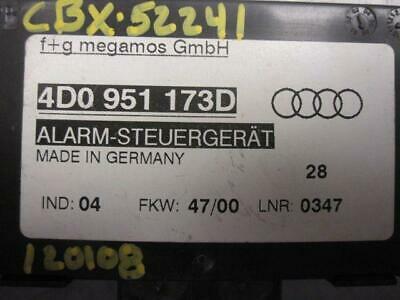 CBX-52241
f+g megamos GmbH
4D0 951 173D
ALARM-STEUERGERÄT
MADE IN GERMANY
28
IND: 04 FKW: 47/00 LNR: 0347
120108